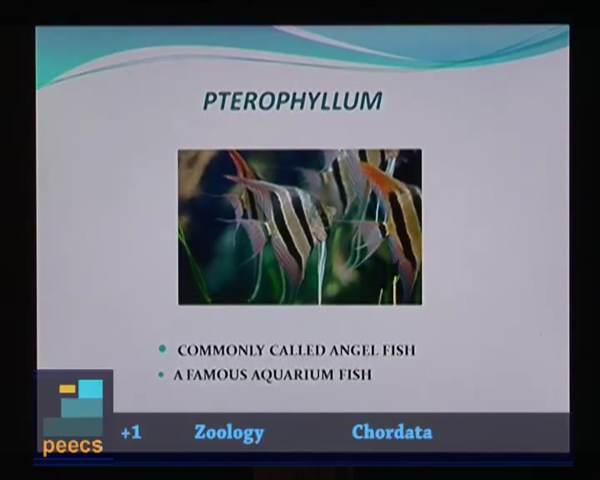 PTEROPHYLLUM
COMMONLY CALLED ANGEL FISH
A FAMOUS AQUARIUM FISH
peecs
+1 Zoology Chordata